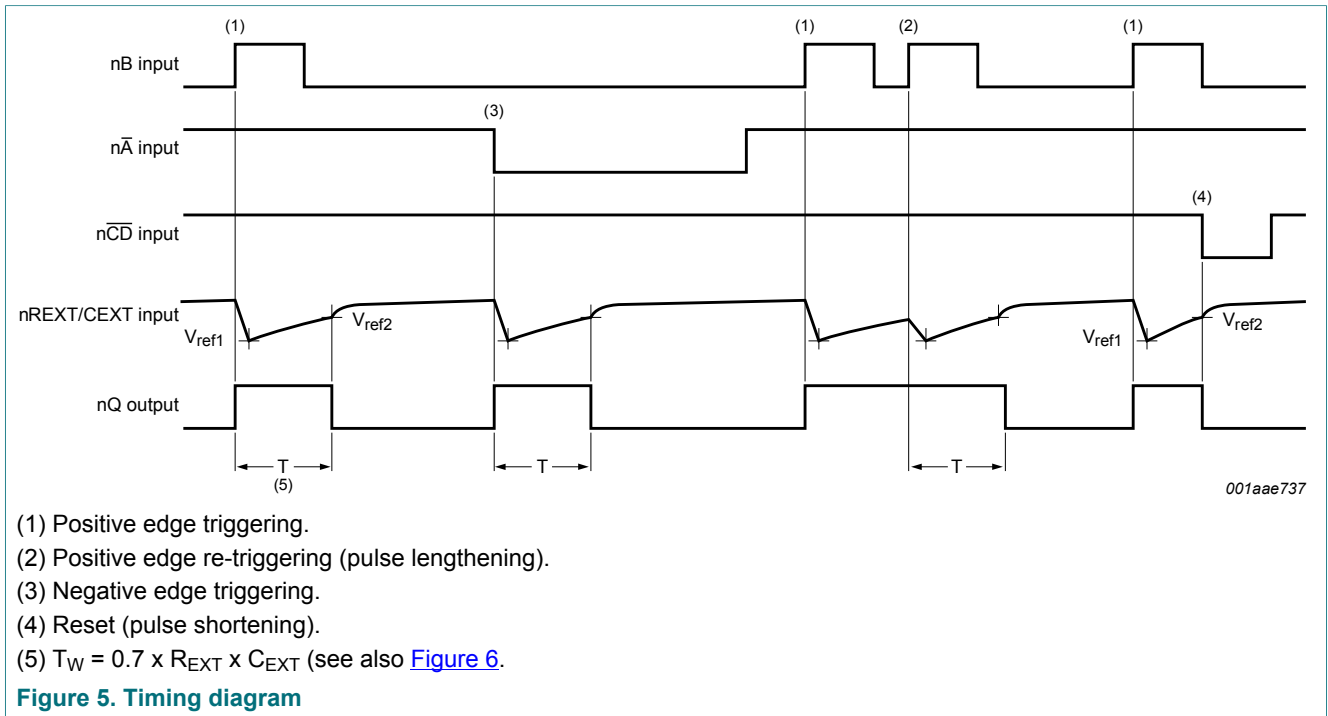 (1) (1) (2) (1)
nB input
(3)
nA̅ input
(4)
nC̅D̅ input
nREXT/CEXT input
Vref1 Vref2 Vref1 Vref2
nQ output
T T T
(5)
001aae737
(1) Positive edge triggering.
(2) Positive edge re-triggering (pulse lengthening).
(3) Negative edge triggering.
(4) Reset (pulse shortening).
(5) TW = 0.7 x REXT x CEXT (see also Figure 6.
Figure 5. Timing diagram